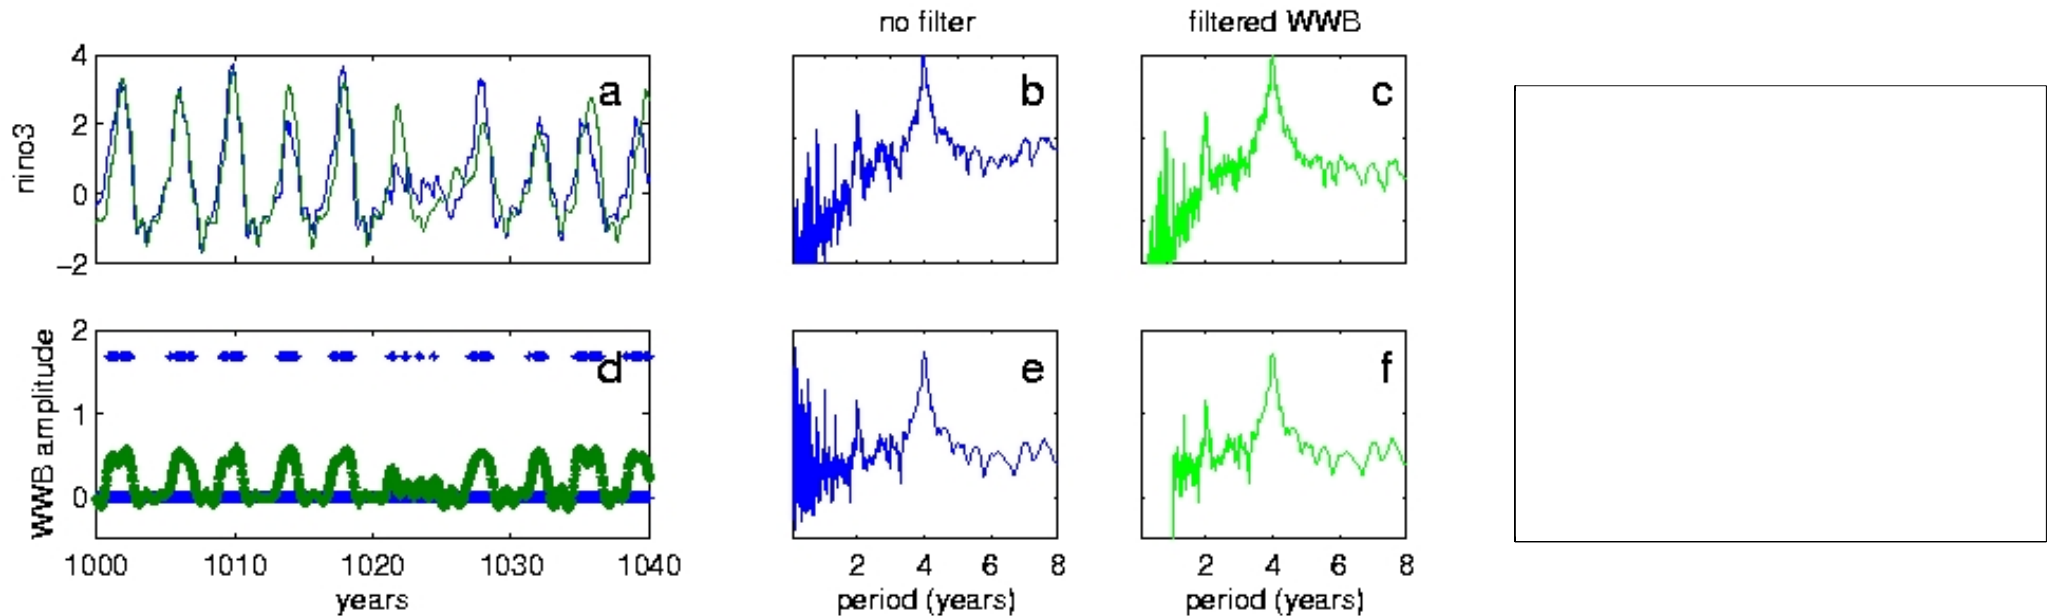 no filter
filtered WWB
nino3
4
2
0
−2
a
b
c
WWB amplitude
2
1
0
d
e
f
1000
1010
1020
1030
1040
2
4
6
8
2
4
6
8
years
period (years)
period (years)